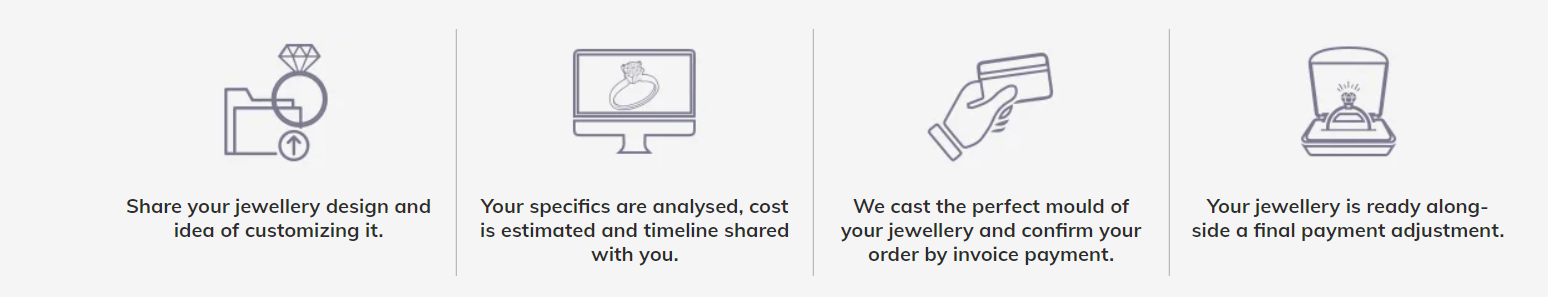 Share your jewellery design and
idea of customizing it.
Your specifics are analysed, cost
is estimated and timeline shared
with you.
We cast the perfect mould of
your jewellery and confirm your
order by invoice payment.
Your jewellery is ready along-
side a final payment adjustment.